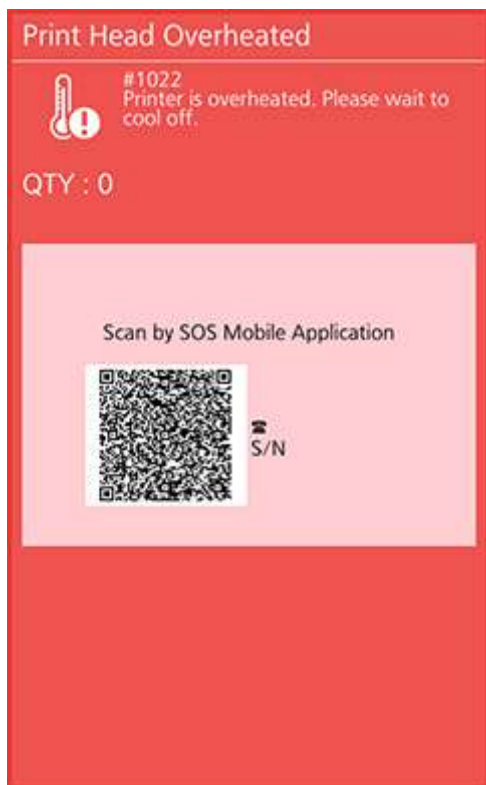 Print Head Overheated
#1022
Printer is overheated. Please wait to
cool off.
QTY : 0
Scan by SOS Mobile Application
☎
S/N